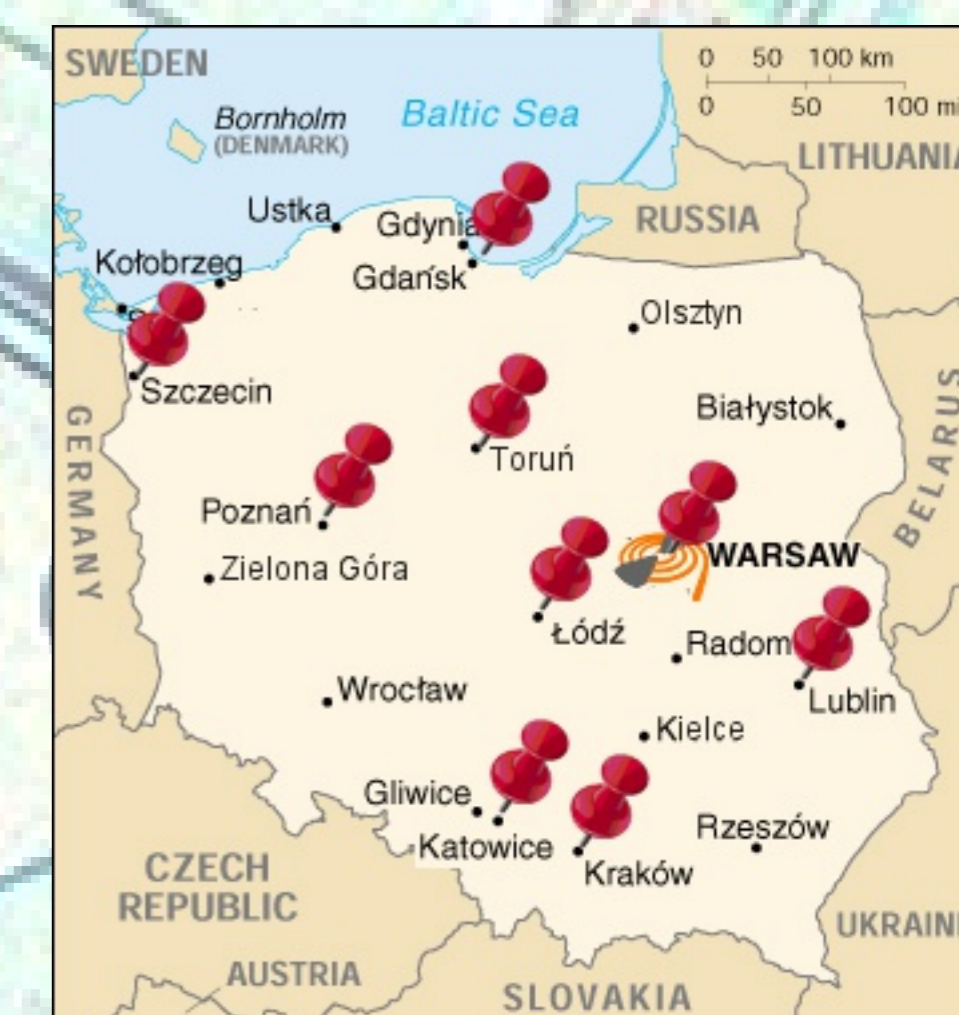 SWEDEN
0 50 100 km
0 50 100 mi
Bornholm
(DENMARK)
Baltic Sea
LITHUANIA
Ustka
Gdynia
RUSSIA
Kołobrzeg
Gdańsk
Olsztyn
Szczecin
Białystok
GERMANY
Toruń
BELARUS
Poznań
Zielona Góra
WARSAW
Łódź
Radom
Wrocław
Lublin
Kielce
Gliwice
Katowice
Rzeszów
Kraków
CZECH
REPUBLIC
UKRAIN
AUSTRIA
SLOVAKIA